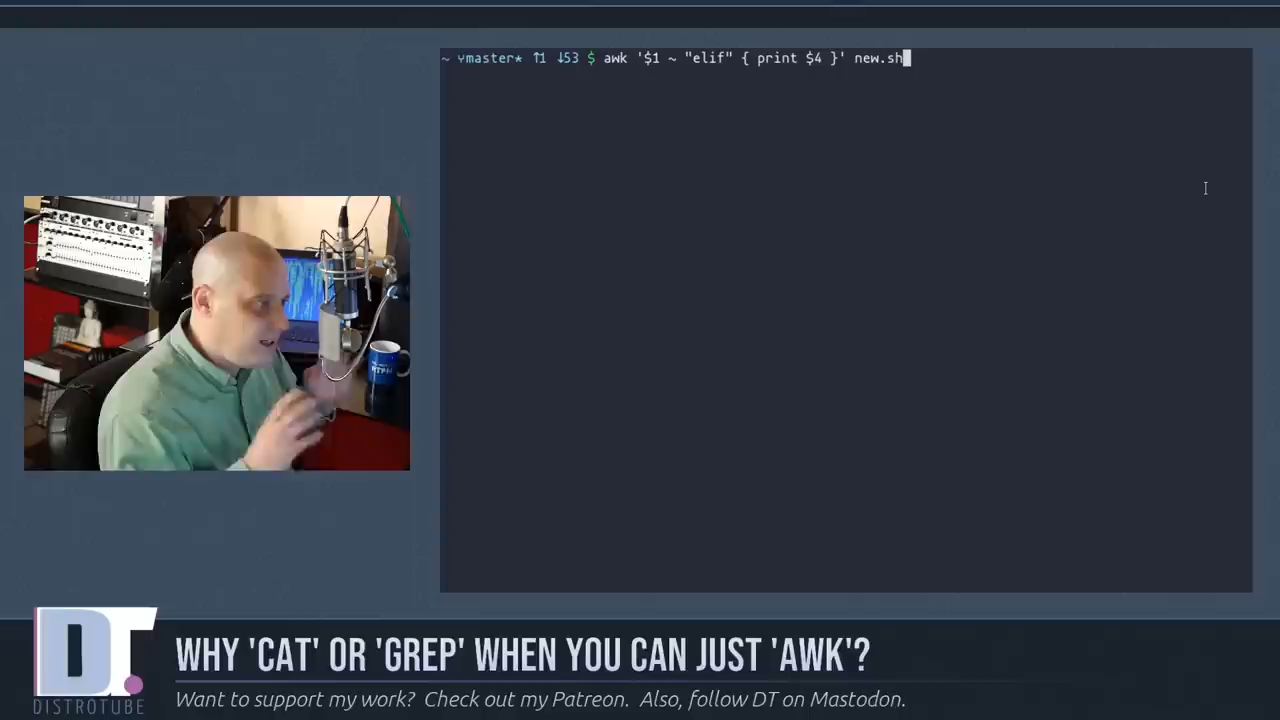 ~ ⑂master* ↑1 ↓53 $ awk '$1 ~ "elif" { print $4 }' new.sh
DT
DISTROTUBE
WHY 'CAT' OR 'GREP' WHEN YOU CAN JUST 'AWK'?
Want to support my work? Check out my Patreon. Also, follow DT on Mastodon.